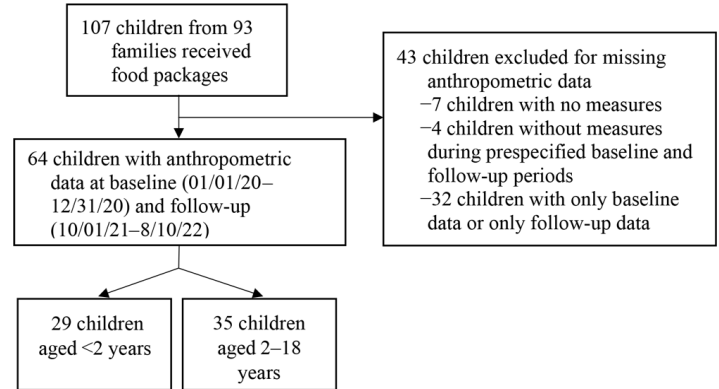 107 children from 93
families received
food packages
43 children excluded for missing
anthropometric data
−7 children with no measures
−4 children without measures
during prespecified baseline and
follow-up periods
−32 children with only baseline
data or only follow-up data
64 children with anthropometric
data at baseline (01/01/20–
12/31/20) and follow-up
(10/01/21–8/10/22)
29 children
aged <2 years
35 children
aged 2–18
years